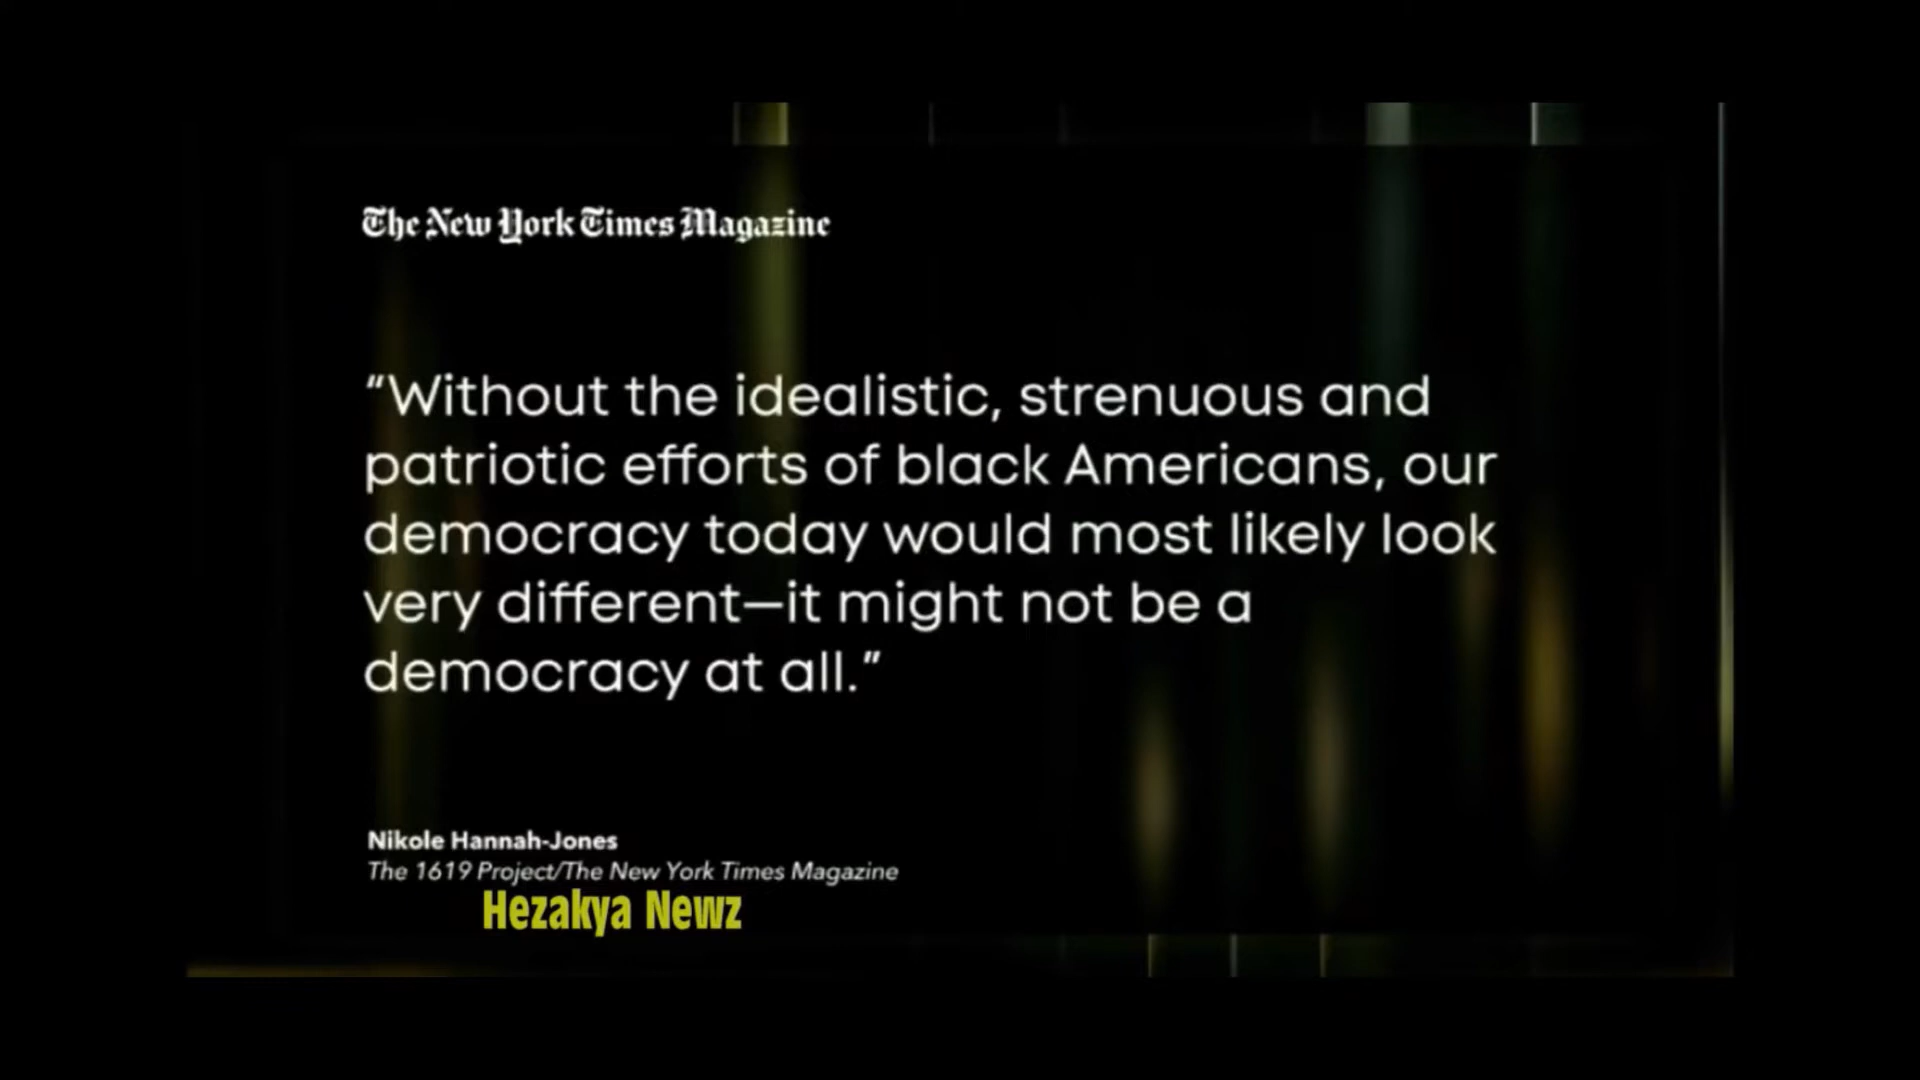 The New York Times Magazine
“Without the idealistic, strenuous and
patriotic efforts of black Americans, our
democracy today would most likely look
very different—it might not be a
democracy at all.”
Nikole Hannah-Jones
The 1619 Project/The New York Times Magazine
Hezakya Newz